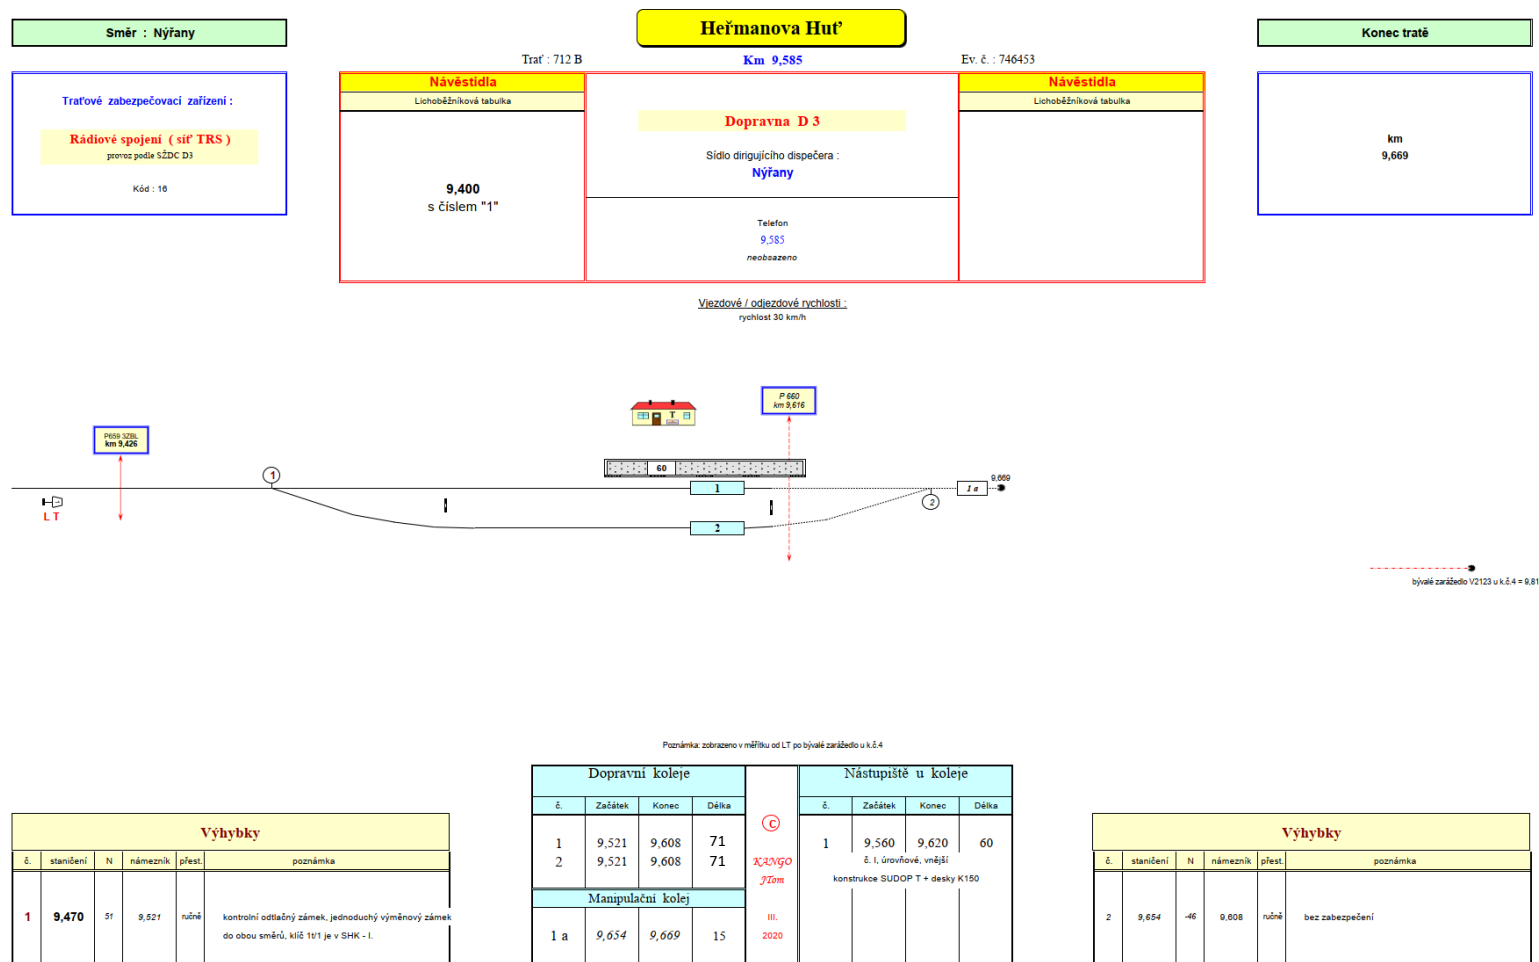 Směr : Nýřany
Heřmanova Huť
Konec tratě
Trať : 712 B
Km 9,585
Ev. č. : 746453
Traťové zabezpečovací zařízení :
Rádiové spojení ( síť TRS )
provoz podle SŽDC D3
Kód : 16
Návěstidla
Lichoběžníková tabulka
9,400
s číslem "1"
Dopravna D 3
Sídlo dirigujícího dispečera :
Nýřany
Telefon
9,585
neobsazeno
Návěstidla
Lichoběžníková tabulka
km
9,669
Vjezdové / odjezdové rychlosti :
rychlost 30 km/h
P 660
km 9,616
P659 3ZBL
km 9,426
T
60
1
9,669
1
1 a
L T
2
2
bývalé zarážedlo V2123 u k.č.4 = 9,81
Poznámka: zobrazeno v měřítku od LT po bývalé zarážedlo u k.č.4
Výhybky
č. staničení N námezník přest. poznámka
1 9,470 51 9,521 ručně kontrolní odtlačný zámek, jednoduchý výměnový zámek
do obou směrů, klíč 1t/1 je v SHK - I.
Dopravní koleje
č. Začátek Konec Délka
1 9,521 9,608 71
2 9,521 9,608 71
Manipulační kolej
1 a 9,654 9,669 15
C
KANGO
JTom
III.
2020
Nástupiště u koleje
č. Začátek Konec Délka
1 9,560 9,620 60
č. I, úrovňové, vnější
konstrukce SUDOP T + desky K150
Výhybky
č. staničení N námezník přest. poznámka
2 9,654 -46 9,608 ručně bez zabezpečení